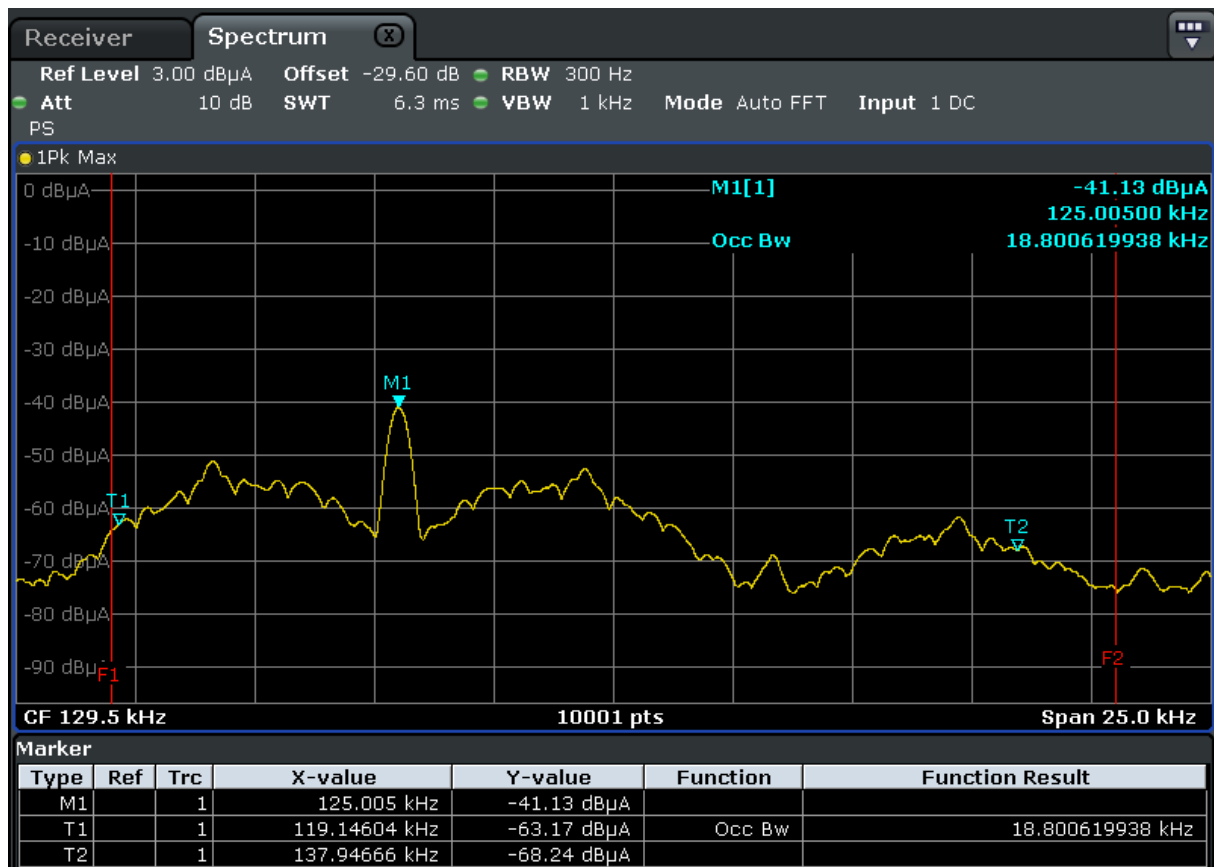 Receiver Spectrum X
Ref Level 3.00 dBµA Offset -29.60 dB RBW 300 Hz
Att 10 dB SWT 6.3 ms VBW 1 kHz Mode Auto FFT Input 1 DC
PS
1Pk Max
0 dBµA M1[1] -41.13 dBµA
125.00500 kHz
-10 dBµA Occ Bw 18.800619938 kHz
-20 dBµA
-30 dBµA
M1
-40 dBµA
-50 dBµA
T1
-60 dBµA
T2
-70 dBµA
-80 dBµA
F2
-90 dBµ
F1
CF 129.5 kHz 10001 pts Span 25.0 kHz
Marker
Type Ref Trc X-value Y-value Function Function Result
M1 1 125.005 kHz -41.13 dBµA
T1 1 119.14604 kHz -63.17 dBµA Occ Bw 18.800619938 kHz
T2 1 137.94666 kHz -68.24 dBµA